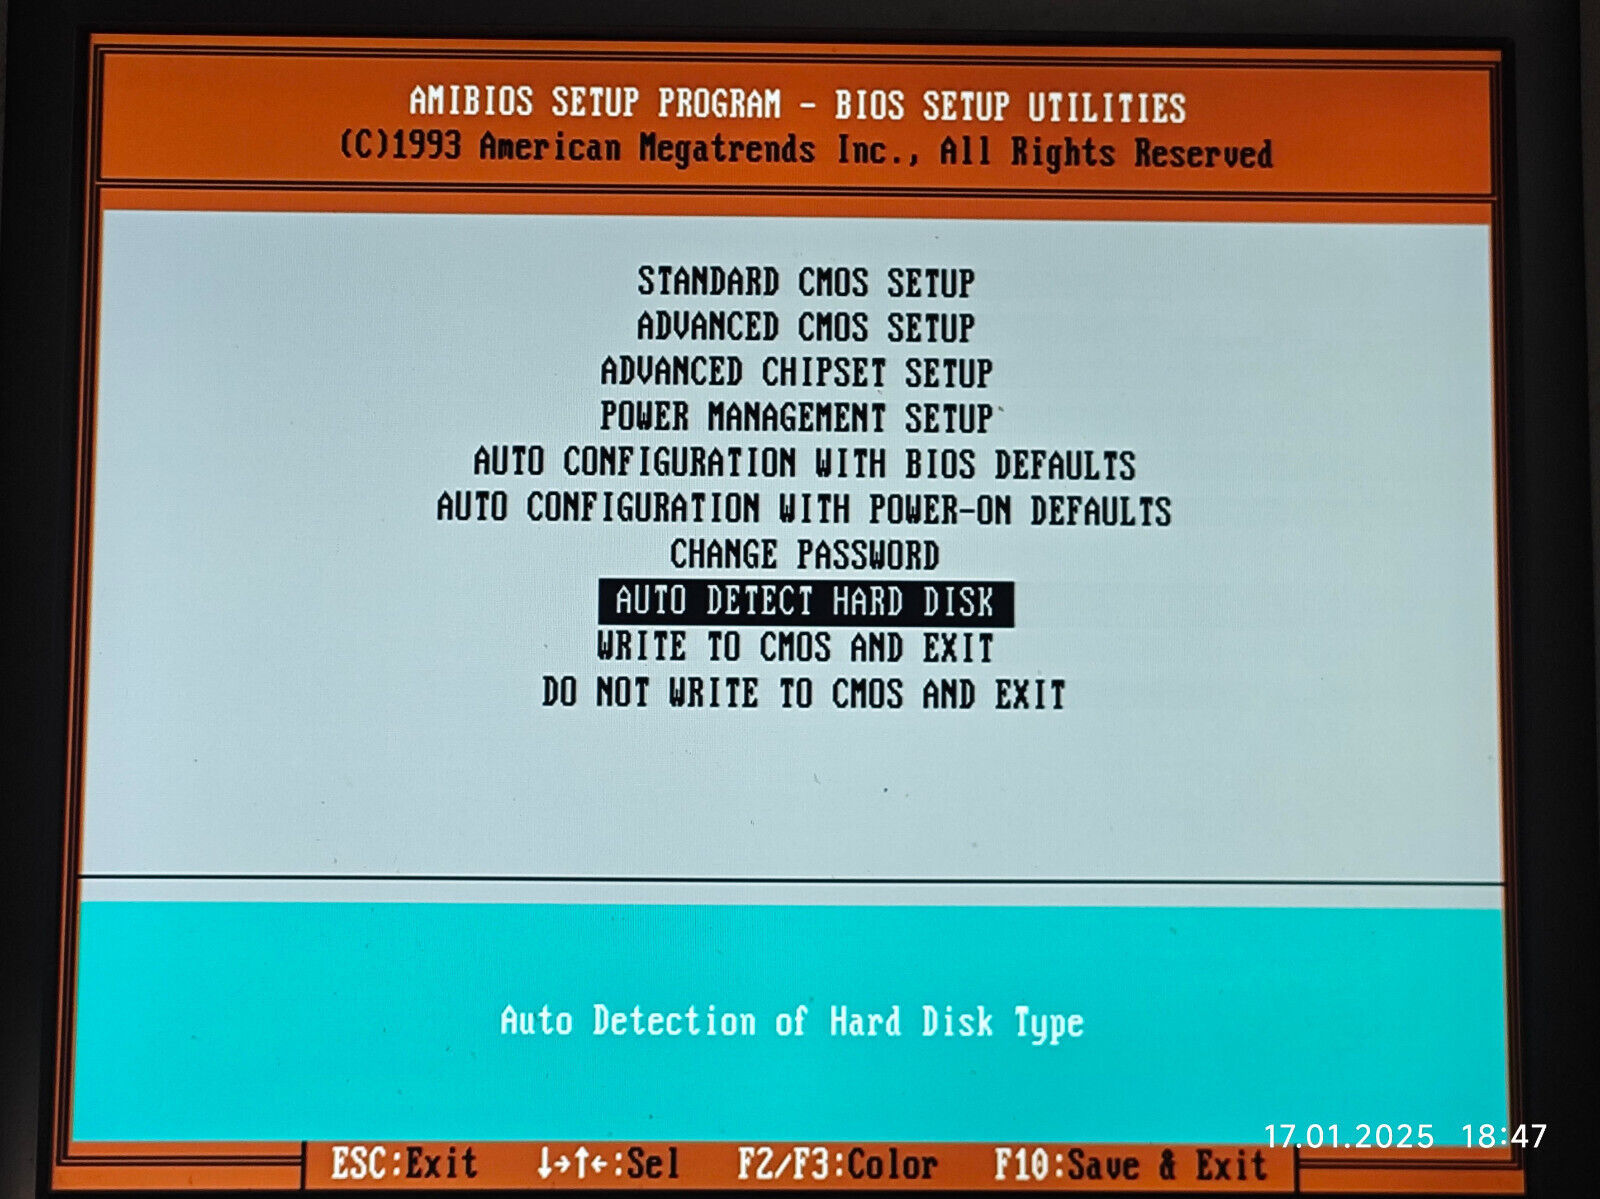 AMIBIOS SETUP PROGRAM - BIOS SETUP UTILITIES
(C)1993 American Megatrends Inc., All Rights Reserved
STANDARD CMOS SETUP
ADVANCED CMOS SETUP
ADVANCED CHIPSET SETUP
POWER MANAGEMENT SETUP
AUTO CONFIGURATION WITH BIOS DEFAULTS
AUTO CONFIGURATION WITH POWER-ON DEFAULTS
CHANGE PASSWORD
AUTO DETECT HARD DISK
WRITE TO CMOS AND EXIT
DO NOT WRITE TO CMOS AND EXIT
Auto Detection of Hard Disk Type
17.01.2025 18:47
ESC:Exit ↓→↑←:Sel F2/F3:Color F10:Save & Exit